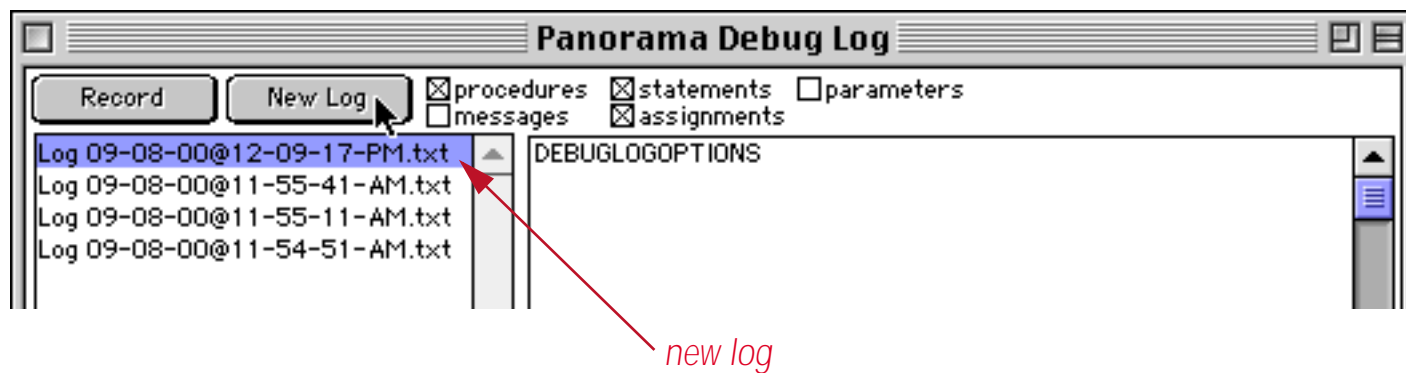 Panorama Debug Log
Record New Log procedures statements parameters
messages assignments
Log 09-08-00@12-09-17-PM.txt DEBUGLOGOPTIONS
Log 09-08-00@11-55-41-AM.txt
Log 09-08-00@11-55-11-AM.txt
Log 09-08-00@11-54-51-AM.txt
new log